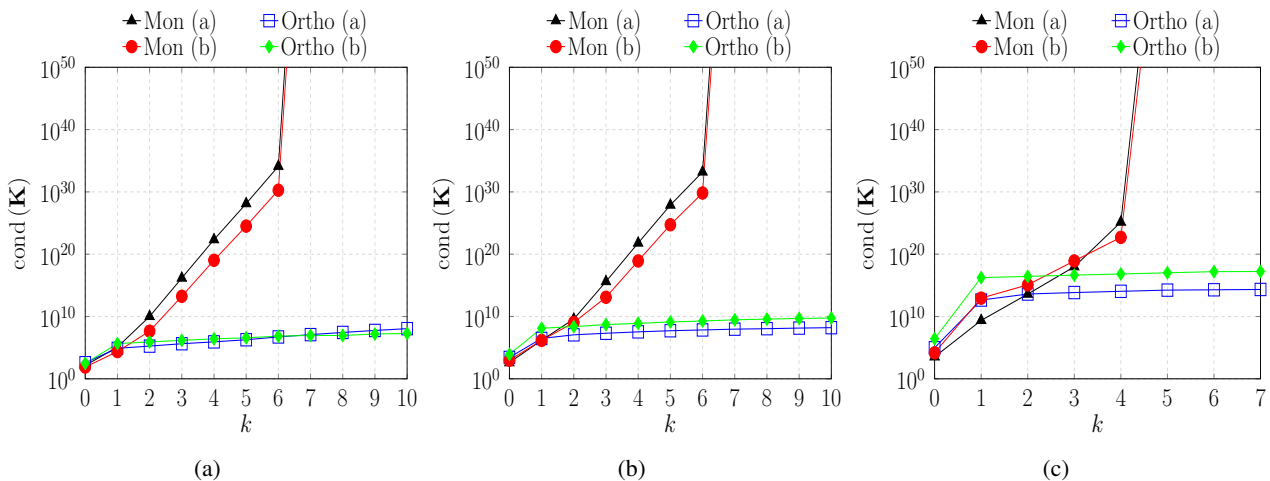 Mon (a) Ortho (a)
Mon (b) Ortho (b)
10^50
10^40
10^30
10^20
10^10
10^0
cond (K)
0 1 2 3 4 5 6 7 8 9 10
k
(a)
Mon (a) Ortho (a)
Mon (b) Ortho (b)
10^50
10^40
10^30
10^20
10^10
10^0
cond (K)
0 1 2 3 4 5 6 7 8 9 10
k
(b)
Mon (a) Ortho (a)
Mon (b) Ortho (b)
10^50
10^40
10^30
10^20
10^10
10^0
cond (K)
0 1 2 3 4 5 6 7
k
(c)